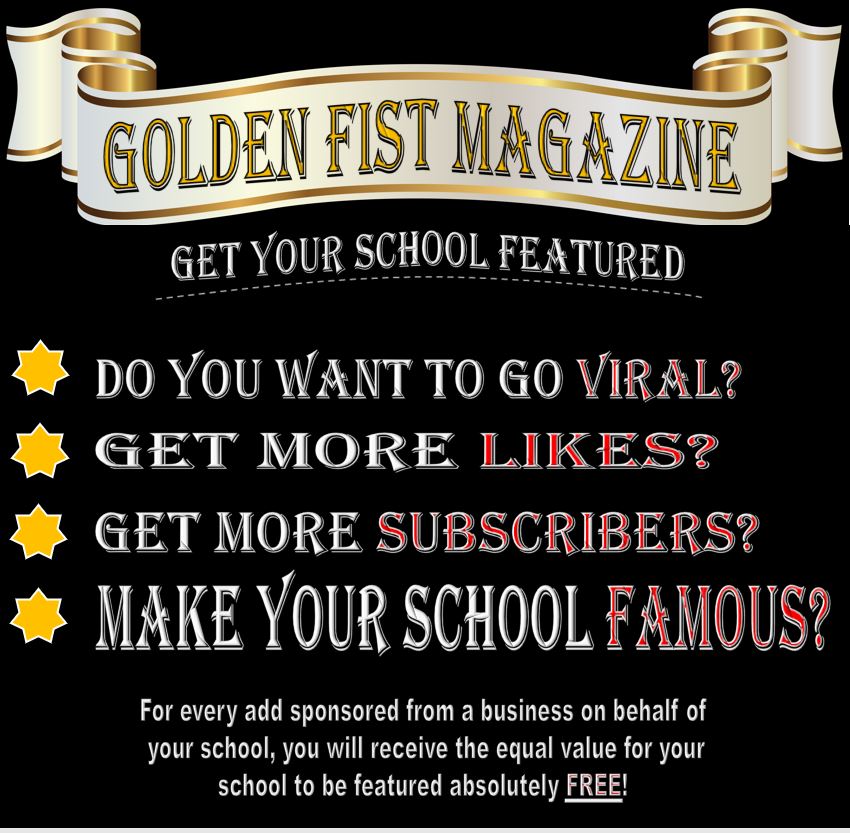 GOLDEN FIST MAGAZINE
GET YOUR SCHOOL FEATURED
DO YOU WANT TO GO VIRAL?
GET MORE LIKES?
GET MORE SUBSCRIBERS?
MAKE YOUR SCHOOL FAMOUS?
For every add sponsored from a business on behalf of
your school, you will receive the equal value for your
school to be featured absolutely FREE!